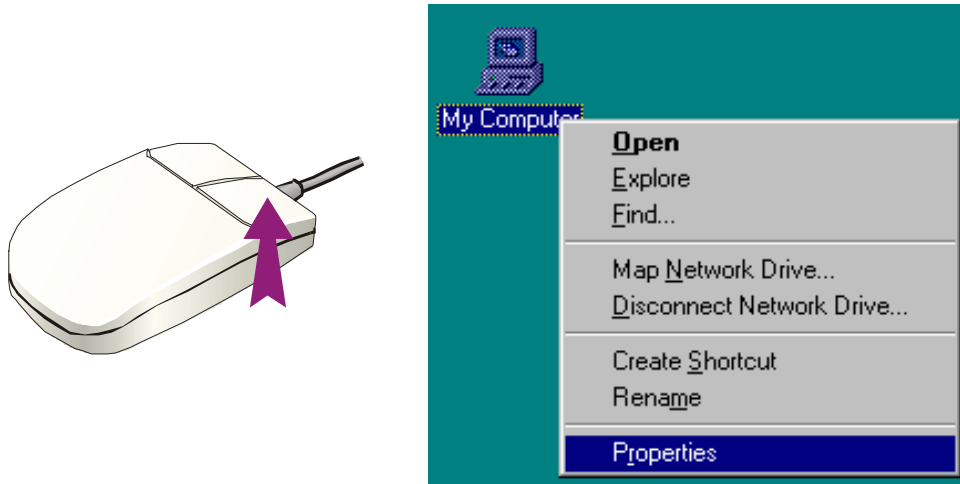 My Computer
Open
Explore
Find...
Map Network Drive...
Disconnect Network Drive...
Create Shortcut
Rename
Properties